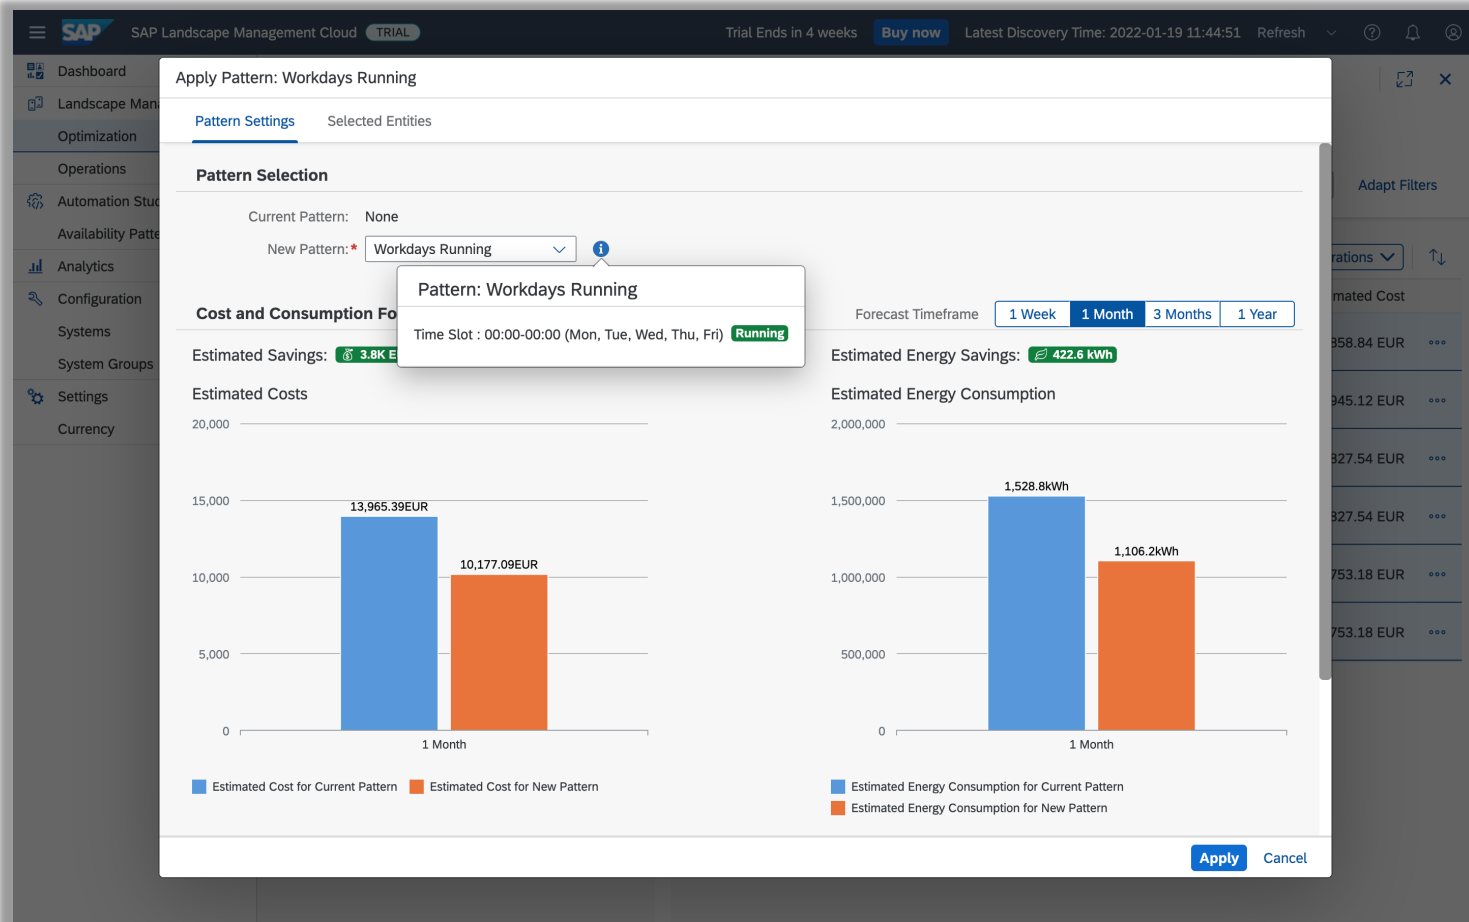 SAP SAP Landscape Management Cloud TRIAL Trial Ends in 4 weeks Buy now Latest Discovery Time: 2022-01-19 11:44:51 Refresh
Dashboard
Landscape Mana
Optimization
Operations
Automation Stud
Availability Patte
Analytics
Configuration
Systems
System Groups
Settings
Currency
Apply Pattern: Workdays Running
Pattern Settings Selected Entities
Pattern Selection
Current Pattern: None
New Pattern:* Workdays Running
Pattern: Workdays Running
Time Slot : 00:00-00:00 (Mon, Tue, Wed, Thu, Fri) Running
Cost and Consumption Fo
Forecast Timeframe 1 Week 1 Month 3 Months 1 Year
Estimated Savings: 3.8K E
Estimated Costs
20,000
15,000
10,000
5,000
0
13,965.39EUR
10,177.09EUR
1 Month
Estimated Cost for Current Pattern Estimated Cost for New Pattern
Estimated Energy Savings: 422.6 kWh
Estimated Energy Consumption
2,000,000
1,500,000
1,000,000
500,000
0
1,528.8kWh
1,106.2kWh
1 Month
Estimated Energy Consumption for Current Pattern
Estimated Energy Consumption for New Pattern
Apply Cancel
Adapt Filters
rations
mated Cost
858.84 EUR
945.12 EUR
827.54 EUR
827.54 EUR
753.18 EUR
753.18 EUR